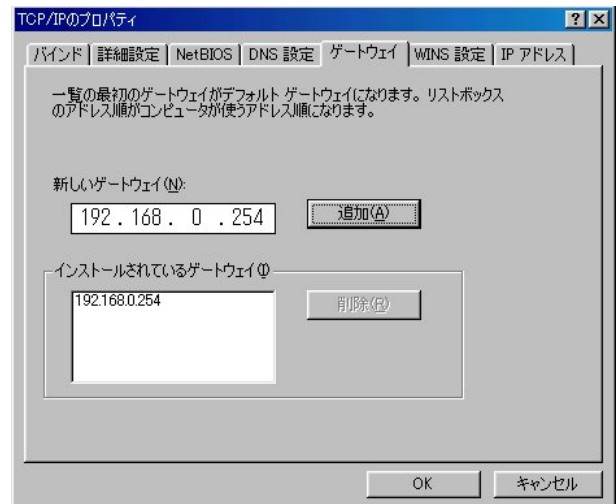 TCP/IPのプロパティ
バインド 詳細設定 NetBIOS DNS 設定 ゲートウェイ WINS 設定 IP アドレス
一覧の最初のゲートウェイがデフォルト ゲートウェイになります。リストボックス
のアドレス順がコンピュータが使うアドレス順になります。
新しいゲートウェイ(N):
192 . 168 . 0 . 254 追加(A)
インストールされているゲートウェイ(I)
192.168.0.254 削除(R)
OK キャンセル